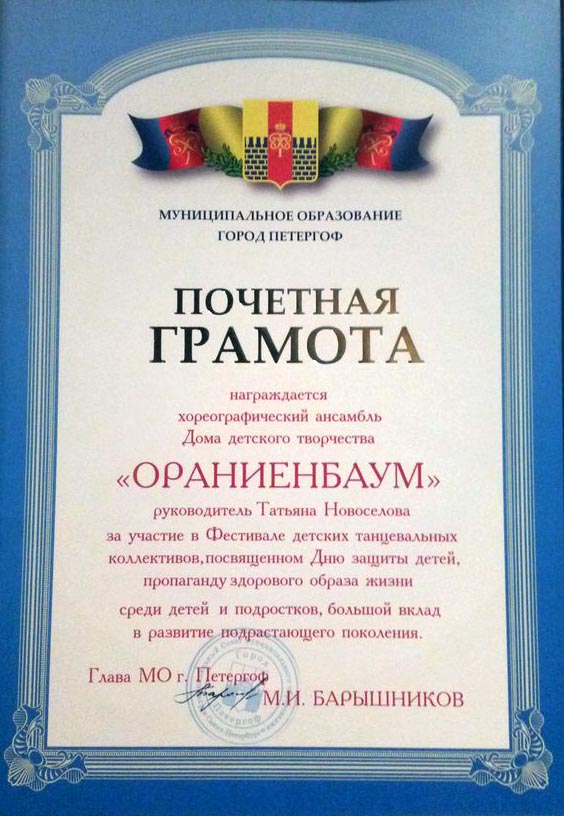 МУНИЦИПАЛЬНОЕ ОБРАЗОВАНИЕ
ГОРОД ПЕТЕРГОФ
ПОЧЕТНАЯ
ГРАМОТА
награждается
хореографический ансамбль
Дома детского творчества
«ОРАНИЕНБАУМ»
руководитель Татьяна Новоселова
за участие в Фестивале детских танцевальных
коллективов, посвященном Дню защиты детей,
пропаганду здорового образа жизни
среди детей и подростков, большой вклад
в развитие подрастающего поколения.
Глава МО г. Петергоф
М.И. БАРЫШНИКОВ
Город
Петергоф